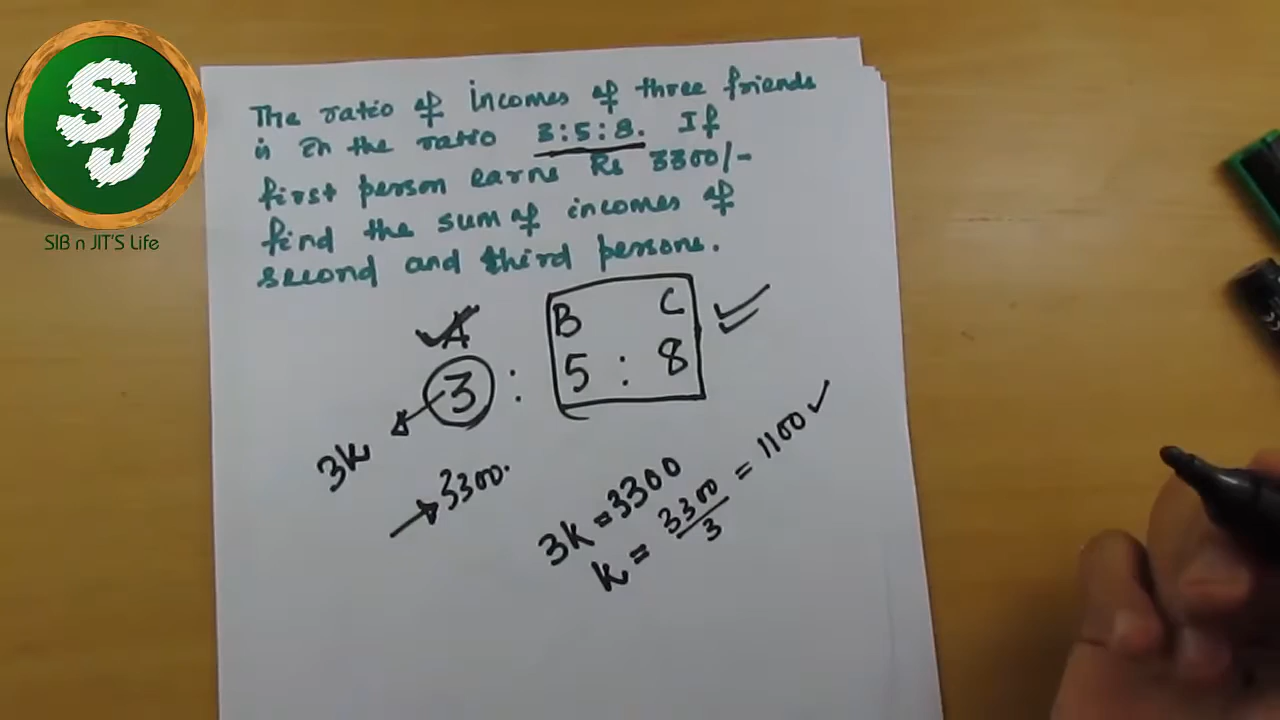 SJ
SIB n JIT'S Life
The ratio of incomes of three friends
is in the ratio 3:5:8. If
first person earns Rs 3300/-
find the sum of incomes of
second and third persons.
A B C
3 : 5 : 8
3K
→3300.
3K = 3300
K = 3300/3 = 1100 ✓